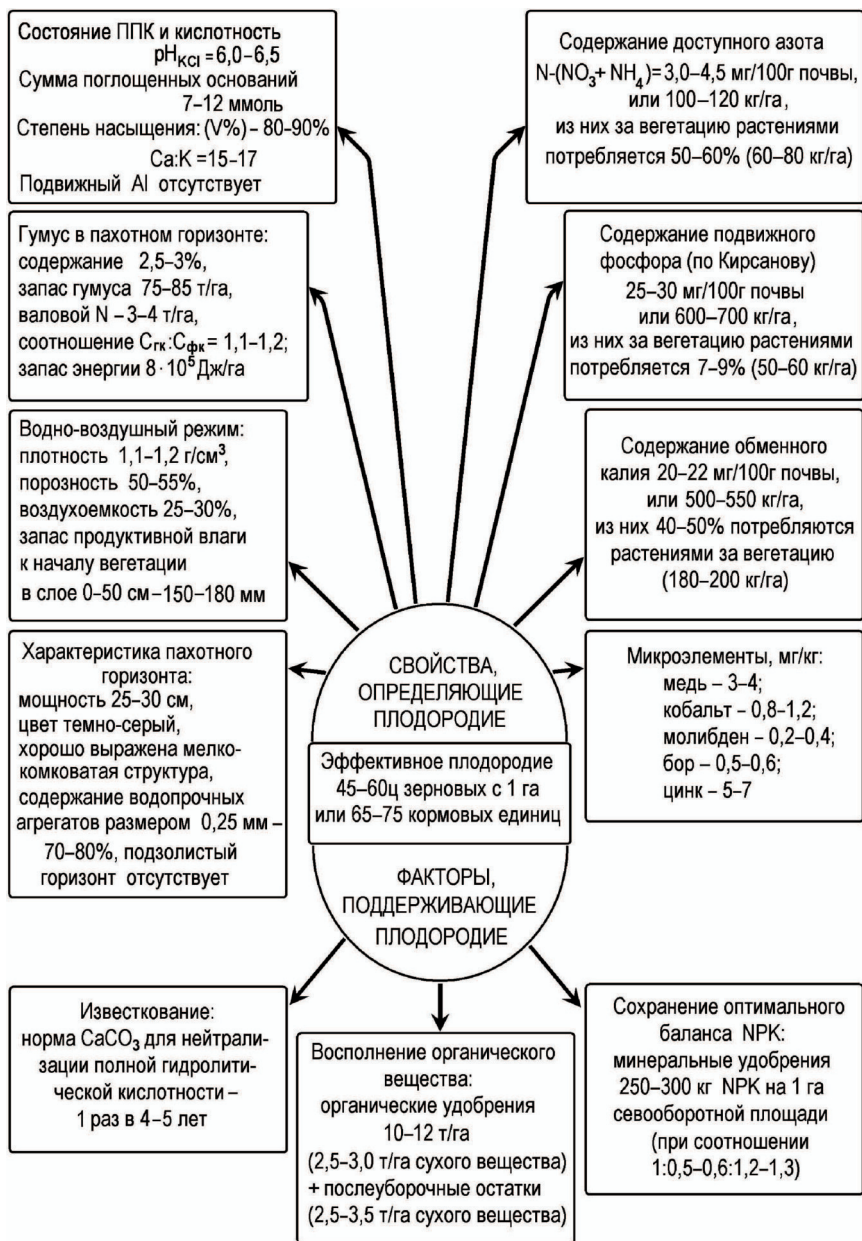 Состояние ППК и кислотность
pH_KCl = 6,0–6,5
Сумма поглощенных оснований
7–12 ммоль
Степень насыщения: (V%) – 80–90%
Ca:K = 15–17
Подвижный Al отсутствует
Гумус в пахотном горизонте:
содержание 2,5–3%,
запас гумуса 75–85 т/га,
валовой N – 3–4 т/га,
соотношение Cгк:Cфк = 1,1–1,2;
запас энергии 8 · 10⁵ Дж/га
Водно-воздушный режим:
плотность 1,1–1,2 г/см³,
порозность 50–55%,
воздухоемкость 25–30%,
запас продуктивной влаги
к началу вегетации
в слое 0–50 см – 150–180 мм
Характеристика пахотного
горизонта:
мощность 25–30 см,
цвет темно-серый,
хорошо выражена мелко-
комковатая структура,
содержание водопрочных
агрегатов размером 0,25 мм –
70–80%, подзолистый
горизонт отсутствует
Содержание доступного азота
N-(NO₃ + NH₄) = 3,0–4,5 мг/100г почвы,
или 100–120 кг/га,
из них за вегетацию растениями
потребляется 50–60% (60–80 кг/га)
Содержание подвижного
фосфора (по Кирсанову)
25–30 мг/100г почвы
или 600–700 кг/га,
из них за вегетацию растениями
потребляется 7–9% (50–60 кг/га)
Содержание обменного
калия 20–22 мг/100г почвы,
или 500–550 кг/га,
из них 40–50% потребляются
растениями за вегетацию
(180–200 кг/га)
Микроэлементы, мг/кг:
медь – 3–4;
кобальт – 0,8–1,2;
молибден – 0,2–0,4;
бор – 0,5–0,6;
цинк – 5–7
СВОЙСТВА,
ОПРЕДЕЛЯЮЩИЕ
ПЛОДОРОДИЕ
Эффективное плодородие
45–60ц зерновых с 1 га
или 65–75 кормовых единиц
ФАКТОРЫ,
ПОДДЕРЖИВАЮЩИЕ
ПЛОДОРОДИЕ
Известкование:
норма CaCO₃ для нейтрали-
зации полной гидролити-
ческой кислотности –
1 раз в 4–5 лет
Восполнение органического
вещества:
органические удобрения
10–12 т/га
(2,5–3,0 т/га сухого вещества)
+ послеуборочные остатки
(2,5–3,5 т/га сухого вещества)
Сохранение оптимального
баланса NPK:
минеральные удобрения
250–300 кг NPK на 1 га
севооборотной площади
(при соотношении
1:0,5–0,6:1,2–1,3)